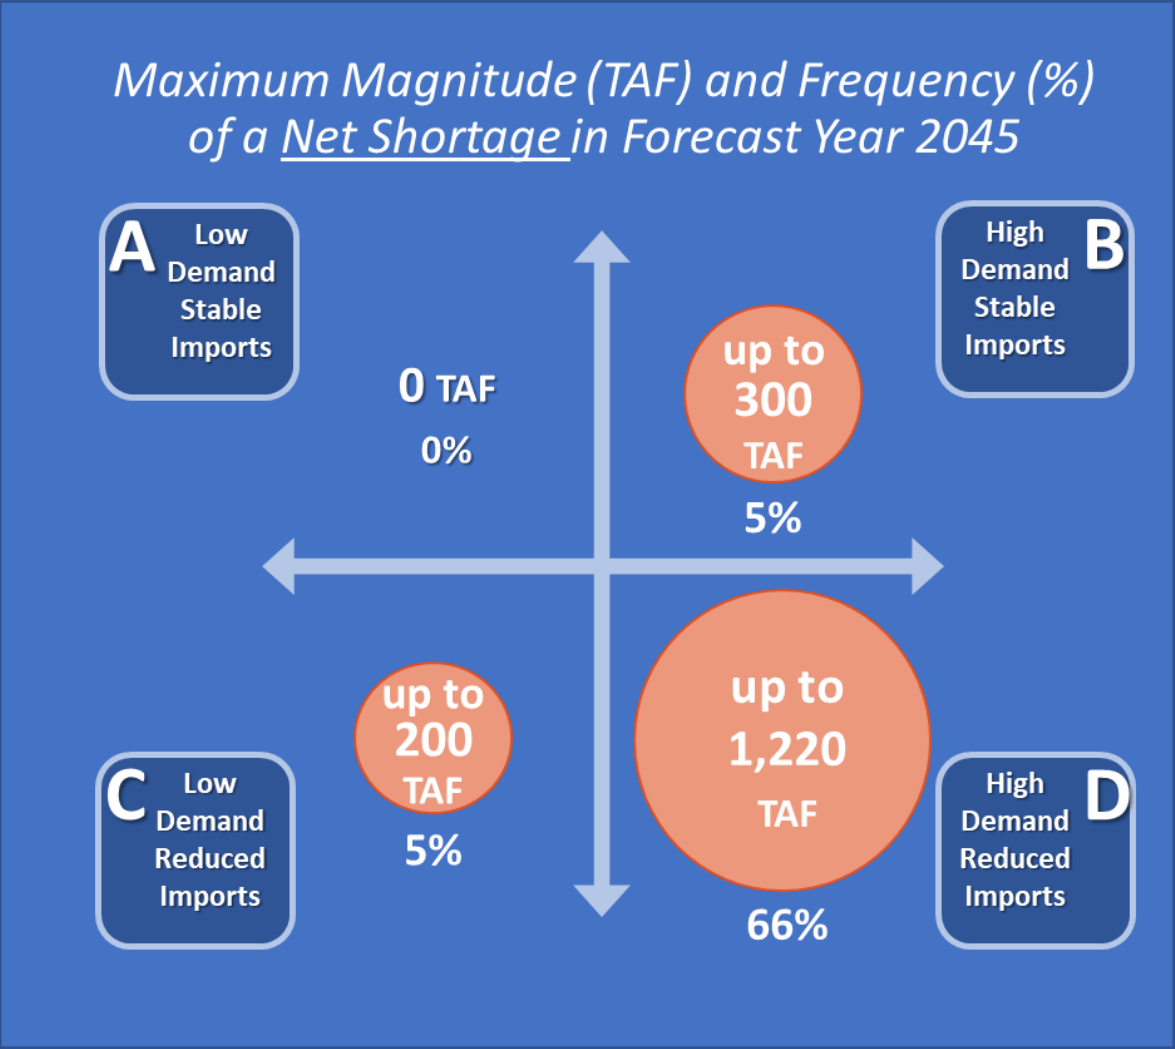 Maximum Magnitude (TAF) and Frequency (%)
of a Net Shortage in Forecast Year 2045
A
Low
Demand
Stable
Imports
0 TAF
0%
up to
300
TAF
5%
B
High
Demand
Stable
Imports
C
Low
Demand
Reduced
Imports
up to
200
TAF
5%
up to
1,220
TAF
66%
D
High
Demand
Reduced
Imports